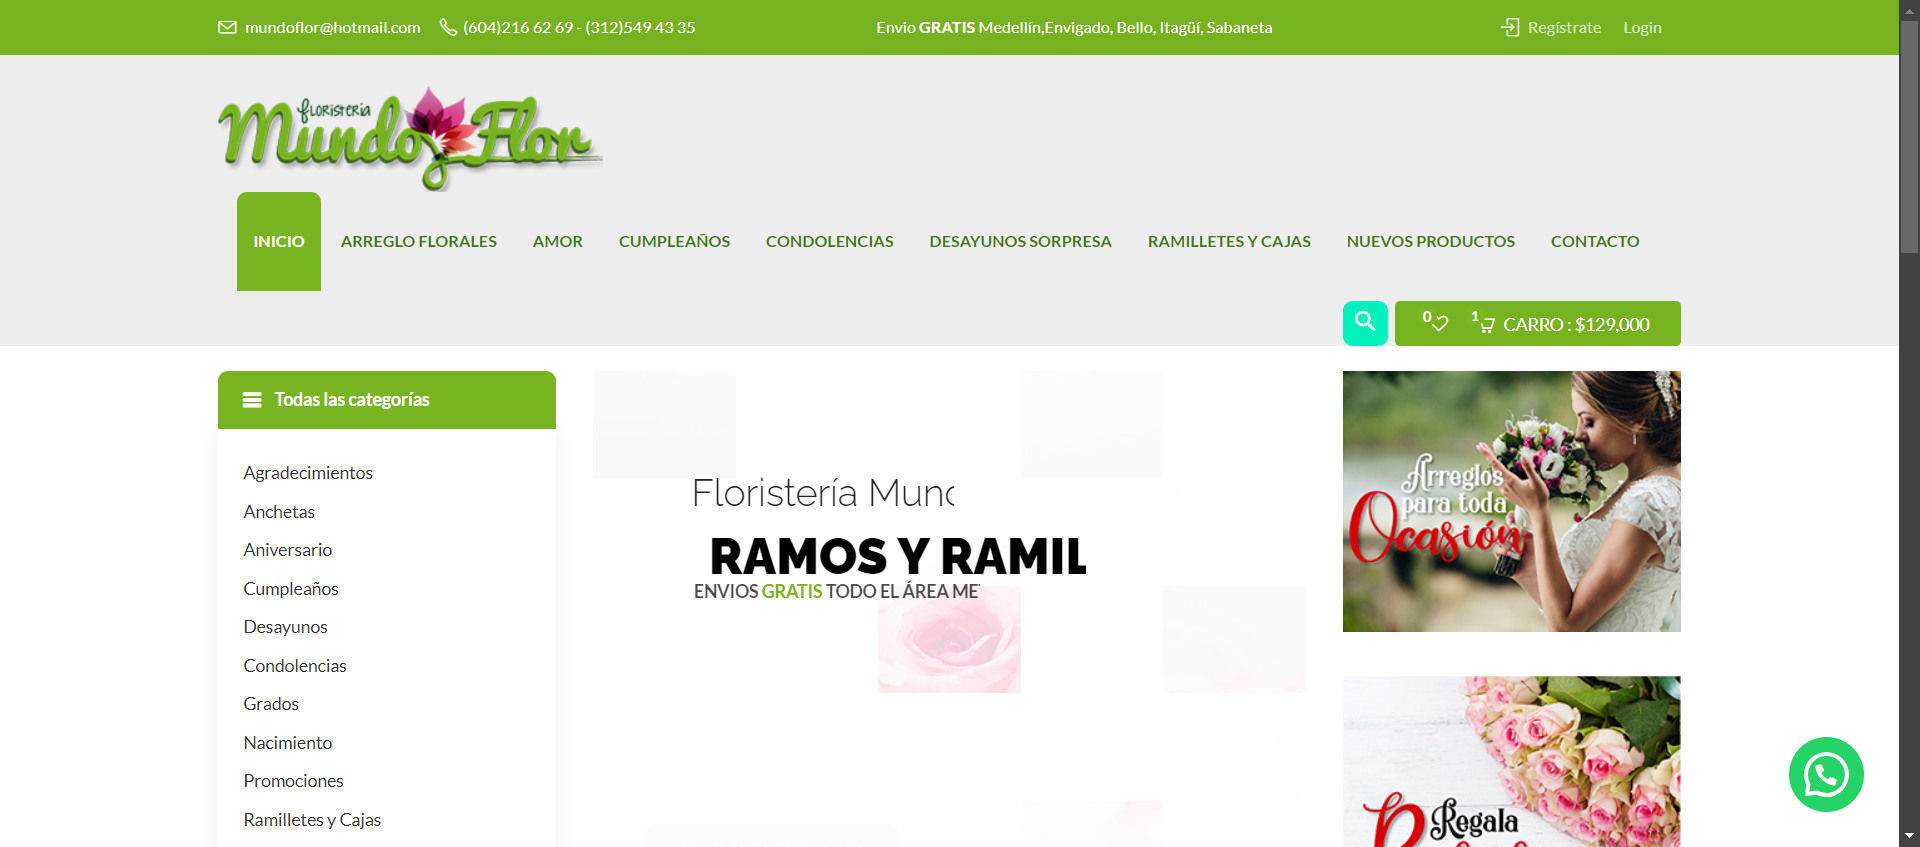 mundoflor@hotmail.com (604)216 62 69 - (312)549 43 35 Envio GRATIS Medellín,Envigado, Bello, Itagüí, Sabaneta Regístrate Login
Floristería
Mundo Flor
INICIO ARREGLO FLORALES AMOR CUMPLEAÑOS CONDOLENCIAS DESAYUNOS SORPRESA RAMILLETES Y CAJAS NUEVOS PRODUCTOS CONTACTO
0 1 CARRO : $129,000
Todas las categorías
Agradecimientos
Anchetas
Aniversario
Cumpleaños
Desayunos
Condolencias
Grados
Nacimiento
Promociones
Ramilletes y Cajas
Floristería Mund
RAMOS Y RAMIL
ENVIOS GRATIS TODO EL ÁREA ME
Arreglos
para toda
Ocasión
Regala